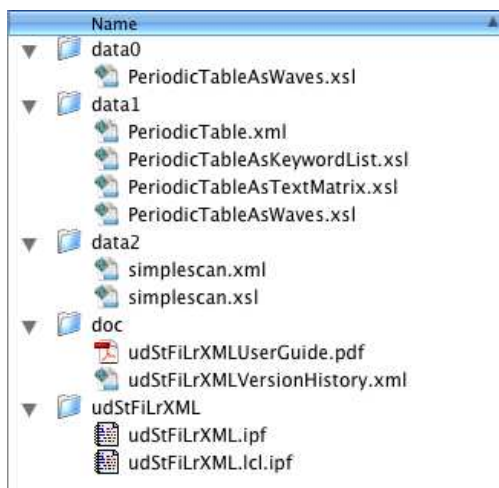 Name
data0
PeriodicTableAsWaves.xsl
data1
PeriodicTable.xml
PeriodicTableAsKeywordList.xsl
PeriodicTableAsTextMatrix.xsl
PeriodicTableAsWaves.xsl
data2
simplescan.xml
simplescan.xsl
doc
udStFiLrXMLUserGuide.pdf
udStFiLrXMLVersionHistory.xml
udStFiLrXML
udStFiLrXML.ipf
udStFiLrXML.lcl.ipf